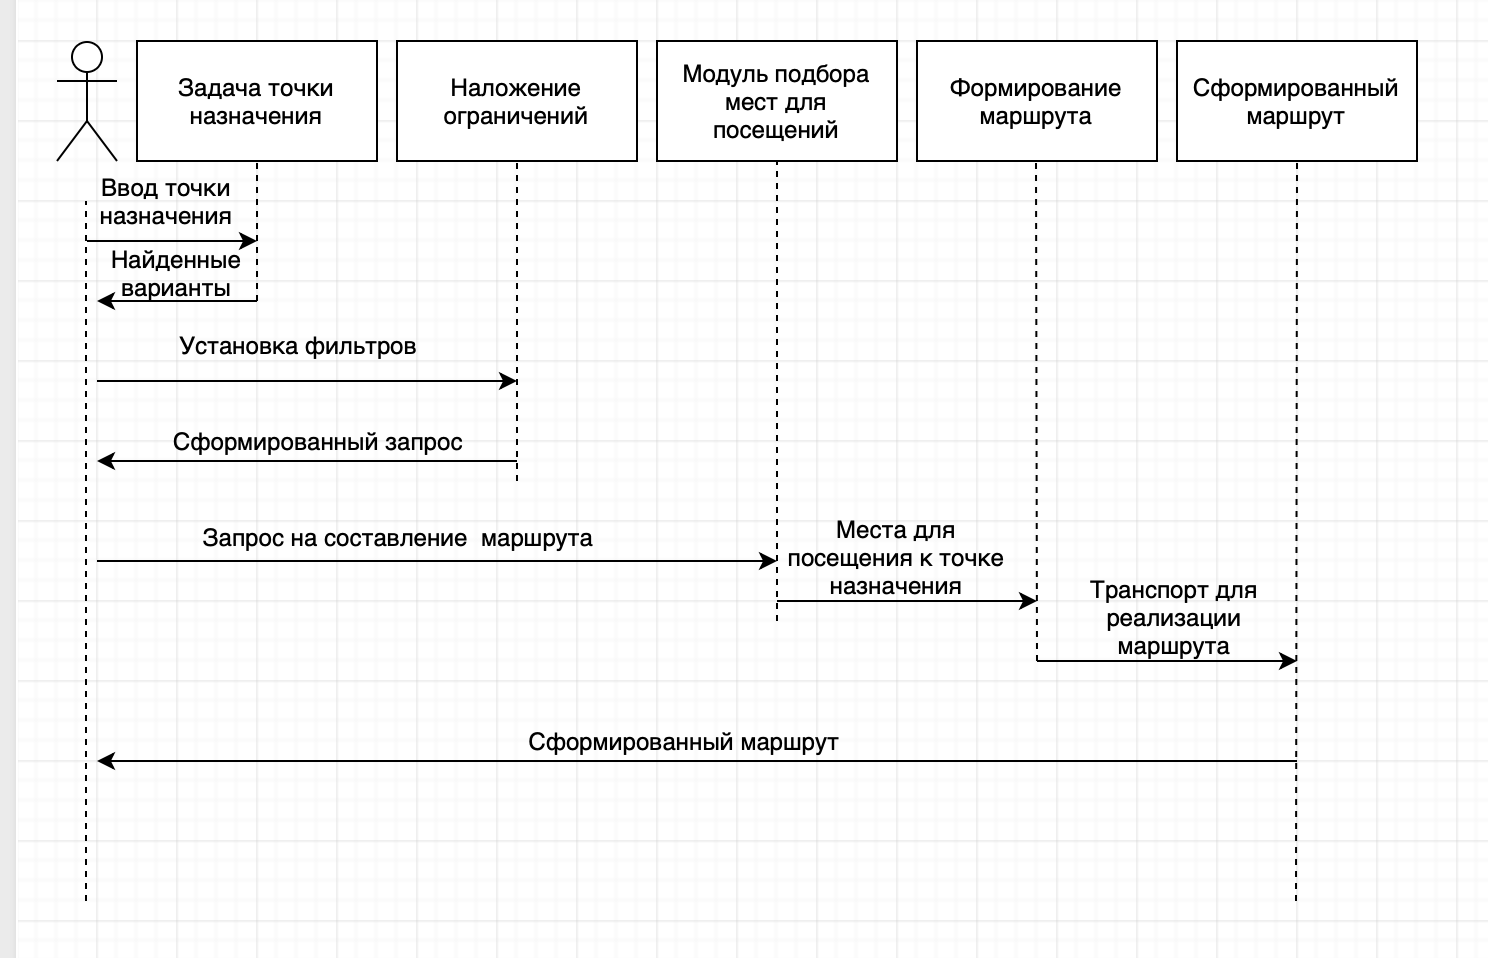 Задача точки
назначения
Наложение
ограничений
Модуль подбора
мест для
посещений
Формирование
маршрута
Сформированный
маршрут
Ввод точки
назначения
Найденные
варианты
Установка фильтров
Сформированный запрос
Запрос на составление  маршрута
Места для
посещения к точке
назначения
Транспорт для
реализации
маршрута
Сформированный маршрут